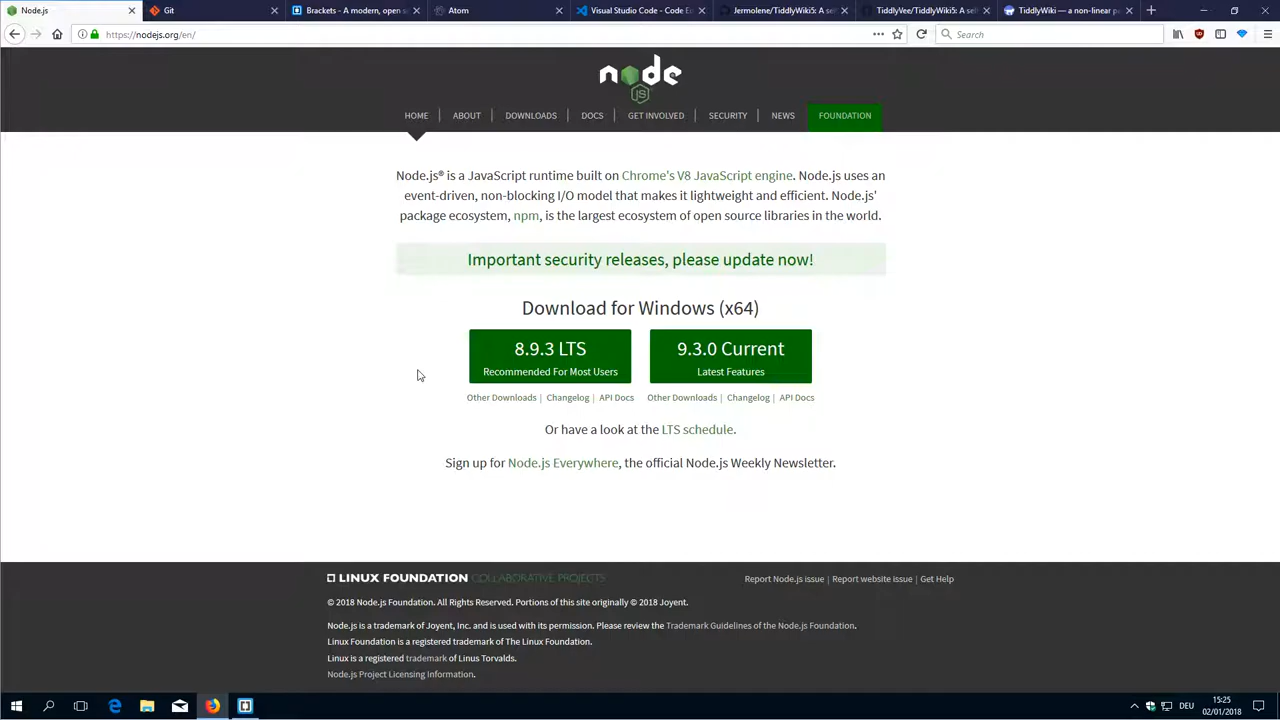 Node.js
Git
Brackets - A modern, open s
Atom
Visual Studio Code - Code E
Jermolene/TiddlyWiki5: A se
TiddlyVee/TiddlyWiki5: A sel
TiddlyWiki — a non-linear p
https://nodejs.org/en/
Search
node
JS
HOME
ABOUT
DOWNLOADS
DOCS
GET INVOLVED
SECURITY
NEWS
FOUNDATION
Node.js® is a JavaScript runtime built on Chrome's V8 JavaScript engine. Node.js uses an
event-driven, non-blocking I/O model that makes it lightweight and efficient. Node.js'
package ecosystem, npm, is the largest ecosystem of open source libraries in the world.
Important security releases, please update now!
Download for Windows (x64)
8.9.3 LTS
Recommended For Most Users
9.3.0 Current
Latest Features
Other Downloads | Changelog | API Docs
Other Downloads | Changelog | API Docs
Or have a look at the LTS schedule.
Sign up for Node.js Everywhere, the official Node.js Weekly Newsletter.
LINUX FOUNDATION COLLABORATIVE PROJECTS
Report Node.js issue | Report website issue | Get Help
© 2018 Node.js Foundation. All Rights Reserved. Portions of this site originally © 2018 Joyent.
Node.js is a trademark of Joyent, Inc. and is used with its permission. Please review the Trademark Guidelines of the Node.js Foundation.
Linux Foundation is a registered trademark of The Linux Foundation.
Linux is a registered trademark of Linus Torvalds.
Node.js Project Licensing Information.
DEU
15:25
02/01/2018